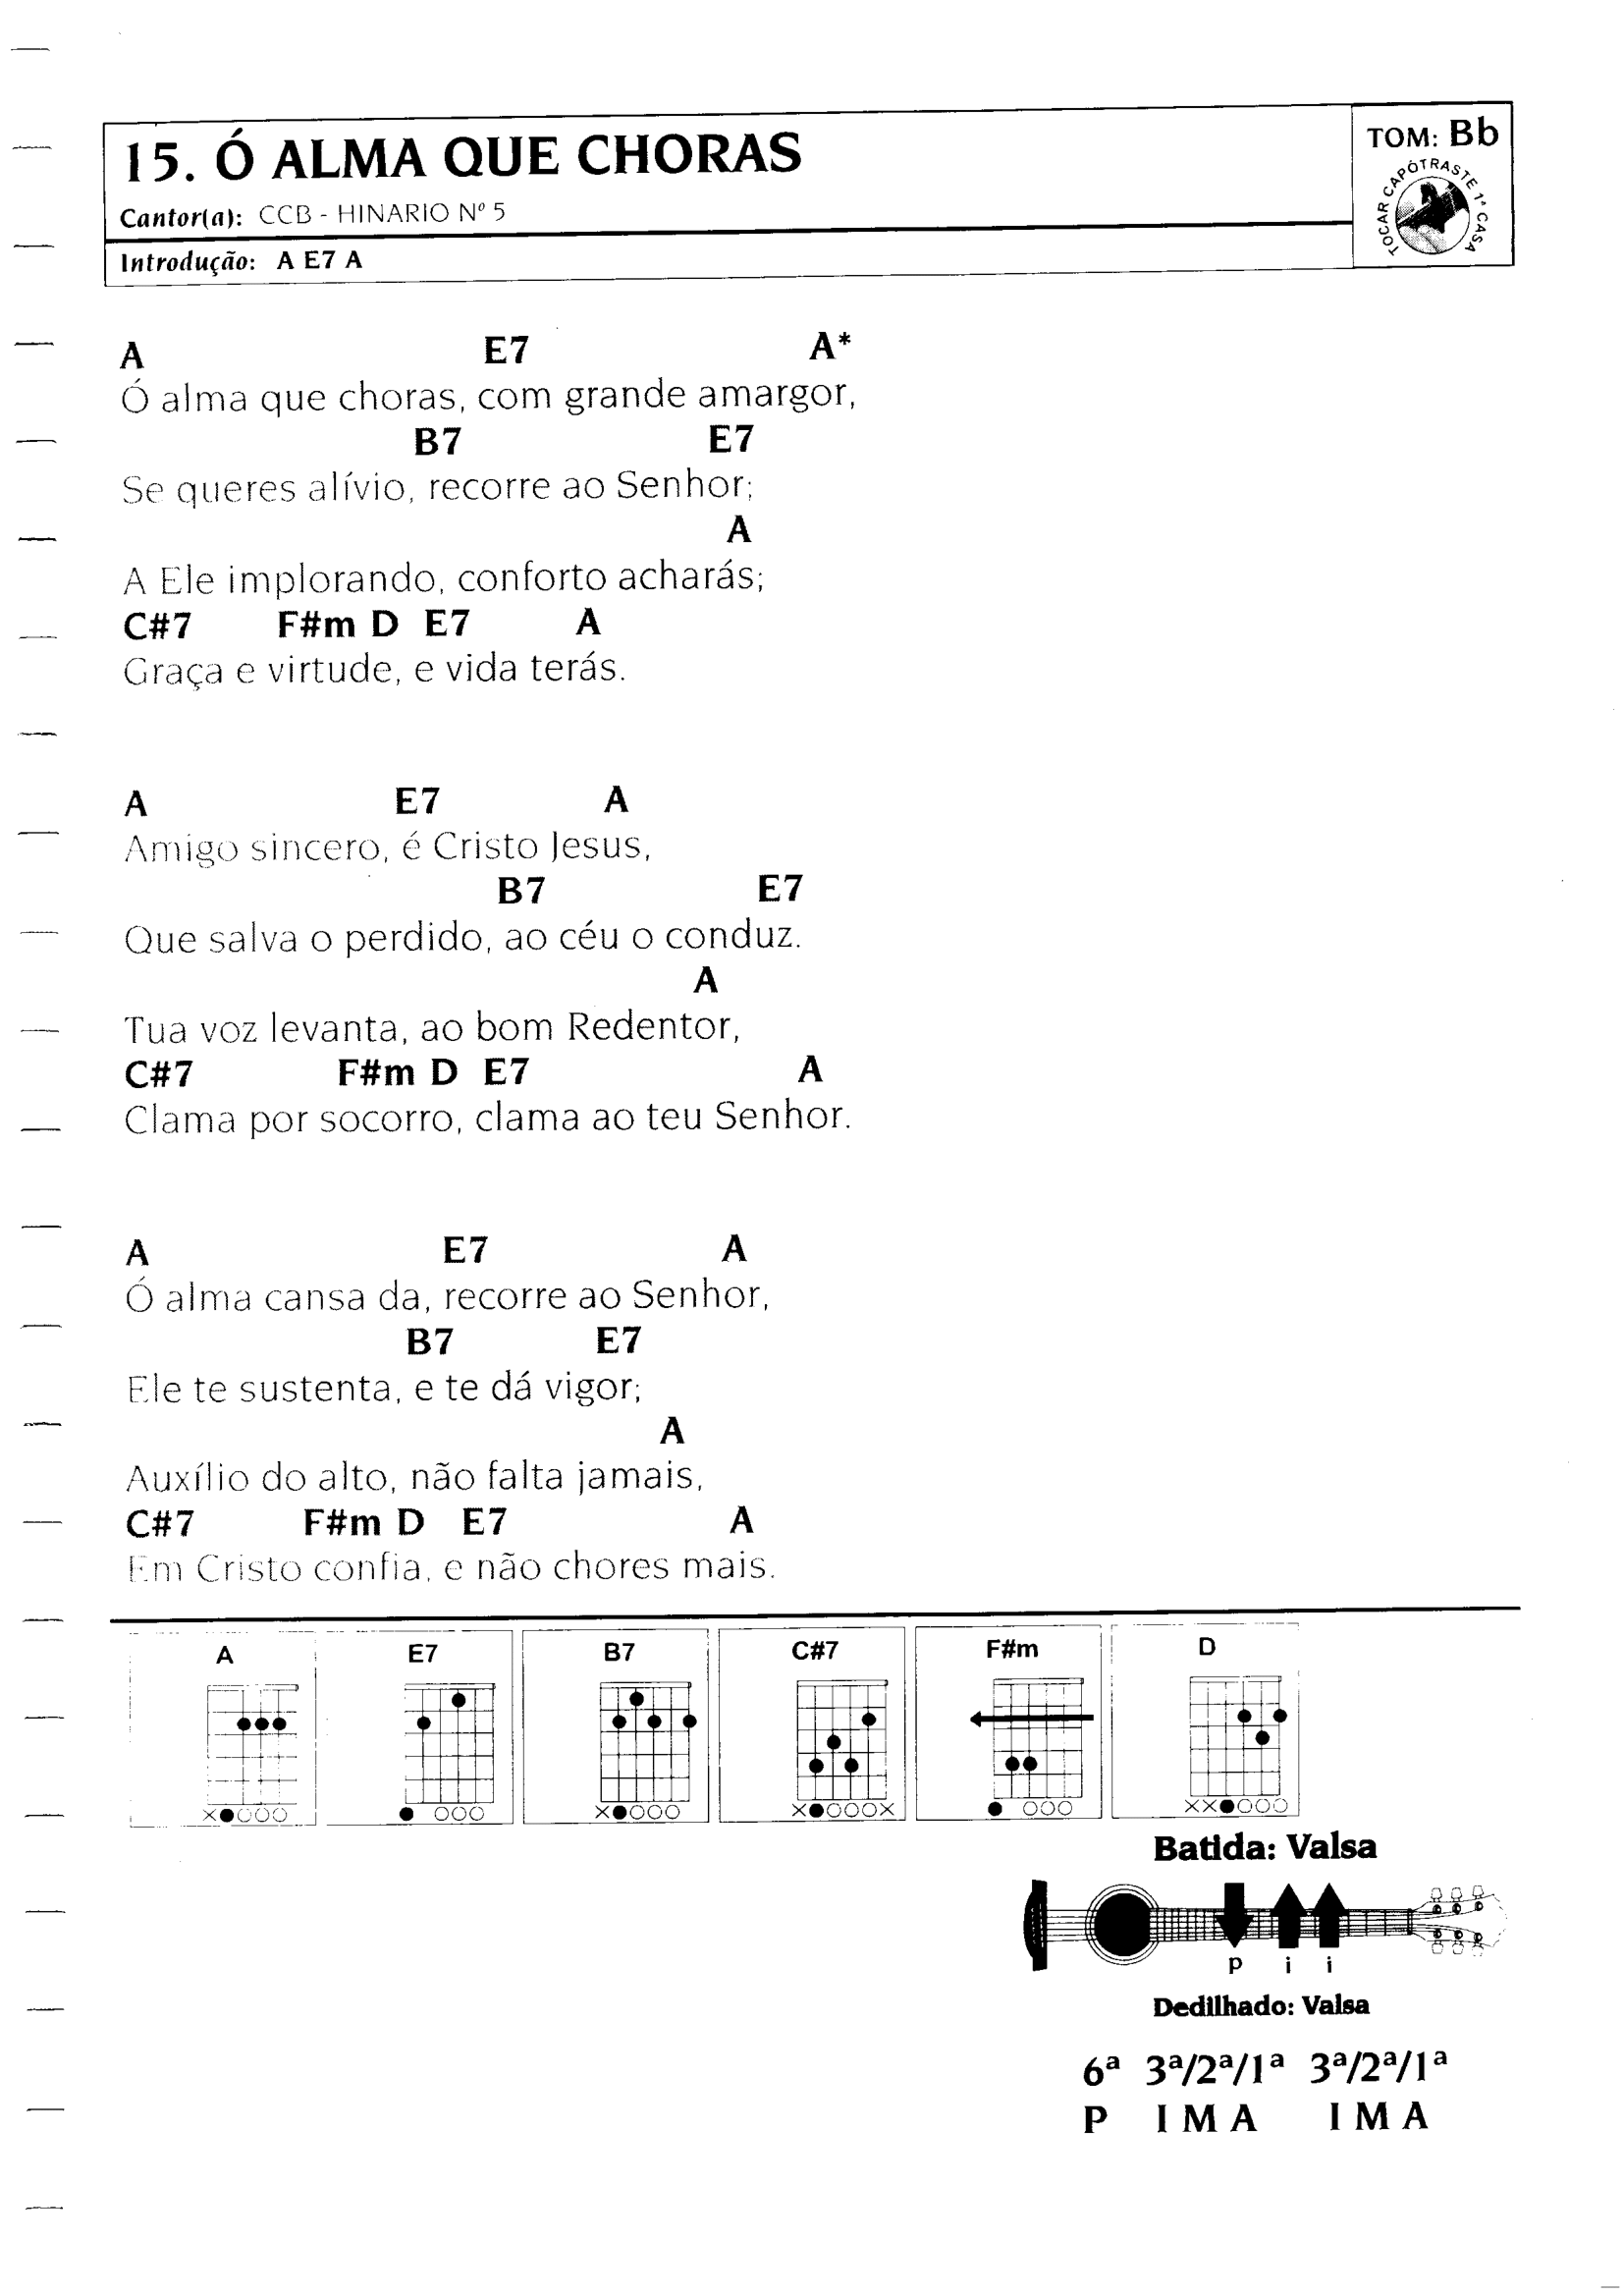 15. Ó ALMA QUE CHORAS
TOM: Bb
TOCAR CAPÓTRASTE 1ª CASA
Cantor(a): CCB - HINARIO Nº 5
Introdução: A E7 A
A E7 A*
Ó alma que choras, com grande amargor,
B7 E7
Se queres alívio, recorre ao Senhor;
A
A Ele implorando, conforto acharás;
C#7 F#m D E7 A
Graça e virtude, e vida terás.
A E7 A
Amigo sincero, é Cristo Jesus,
B7 E7
Que salva o perdido, ao céu o conduz.
A
Tua voz levanta, ao bom Redentor,
C#7 F#m D E7 A
Clama por socorro, clama ao teu Senhor.
A E7 A
Ó alma cansa da, recorre ao Senhor,
B7 E7
Ele te sustenta, e te dá vigor;
A
Auxílio do alto, não falta jamais,
C#7 F#m D E7 A
Em Cristo confia, e não chores mais.
A E7 B7 C#7 F#m D
Batida: Valsa
p i i
Dedilhado: Valsa
6ª 3ª/2ª/1ª 3ª/2ª/1ª
P I M A I M A